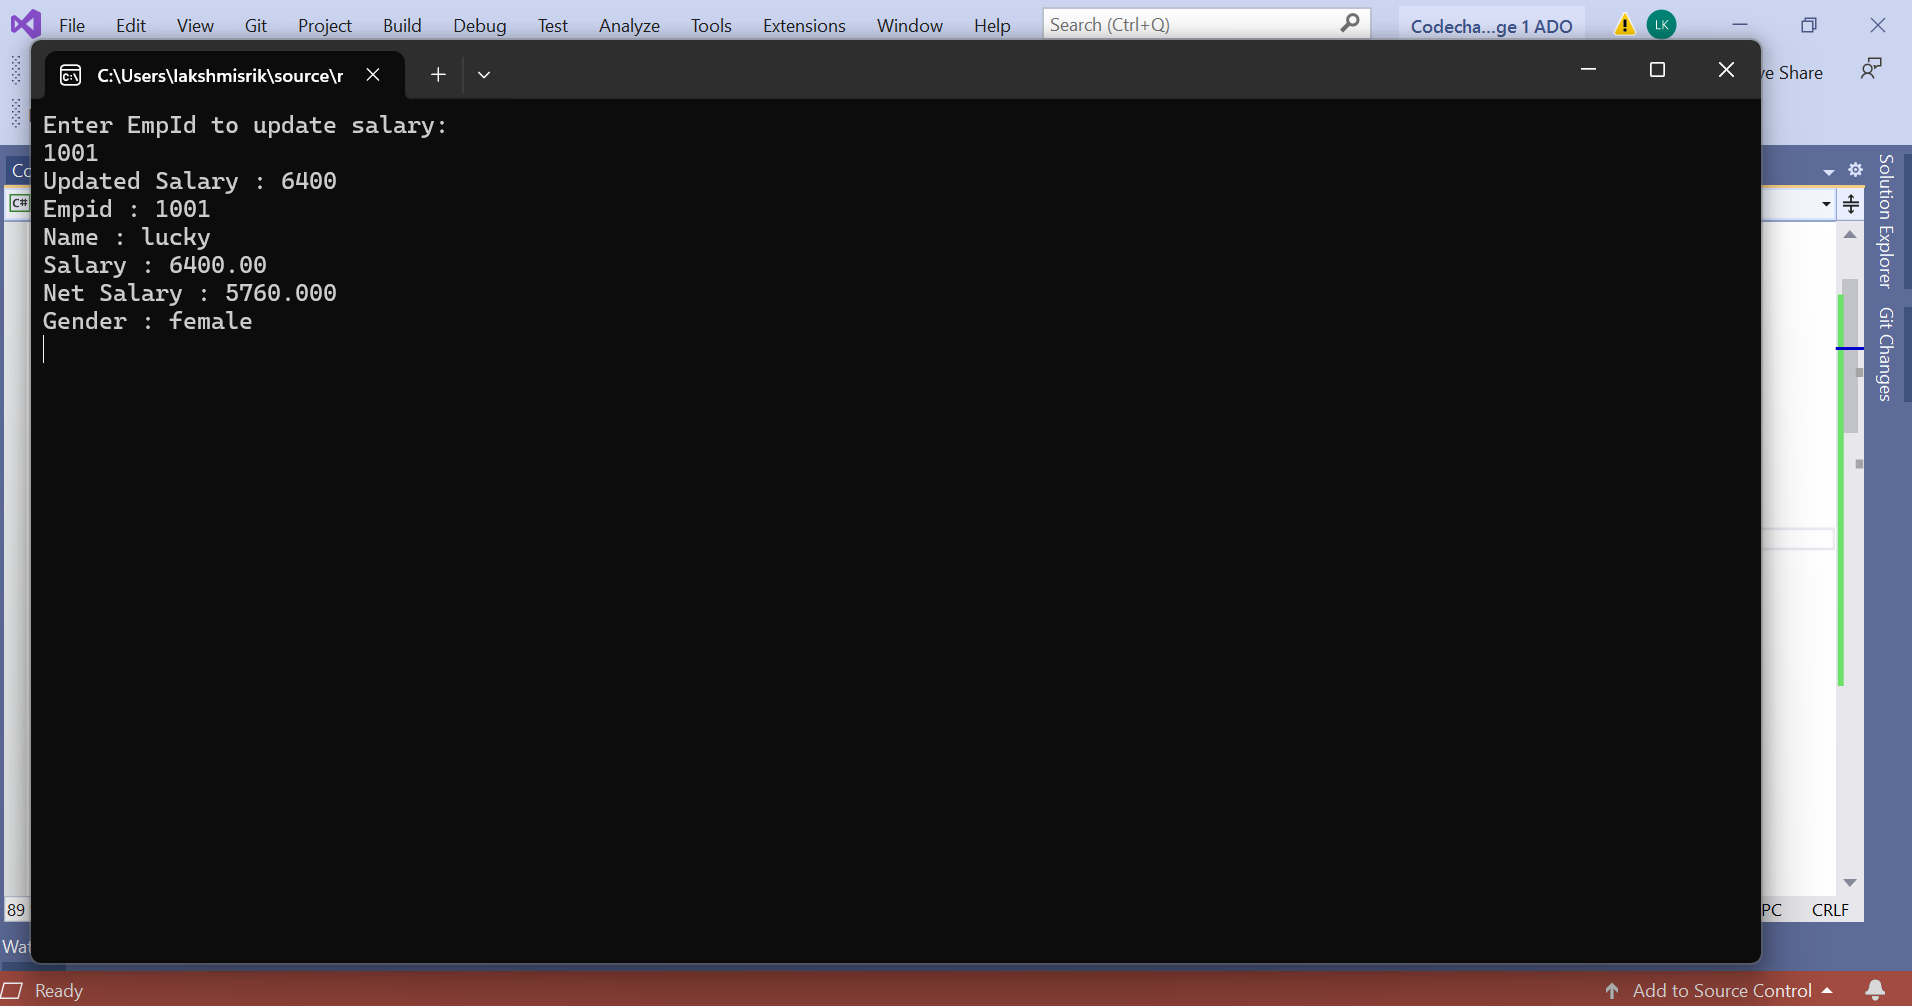 File Edit View Git Project Build Debug Test Analyze Tools Extensions Window Help Search (Ctrl+Q) Codecha...ge 1 ADO LK
C:\Users\lakshmisrik\source\r
Share
Enter EmpId to update salary:
1001
Updated Salary : 6400
Empid : 1001
Name : lucky
Salary : 6400.00
Net Salary : 5760.000
Gender : female
C#
Solution Explorer
Git Changes
89
PC CRLF
Ready
Add to Source Control